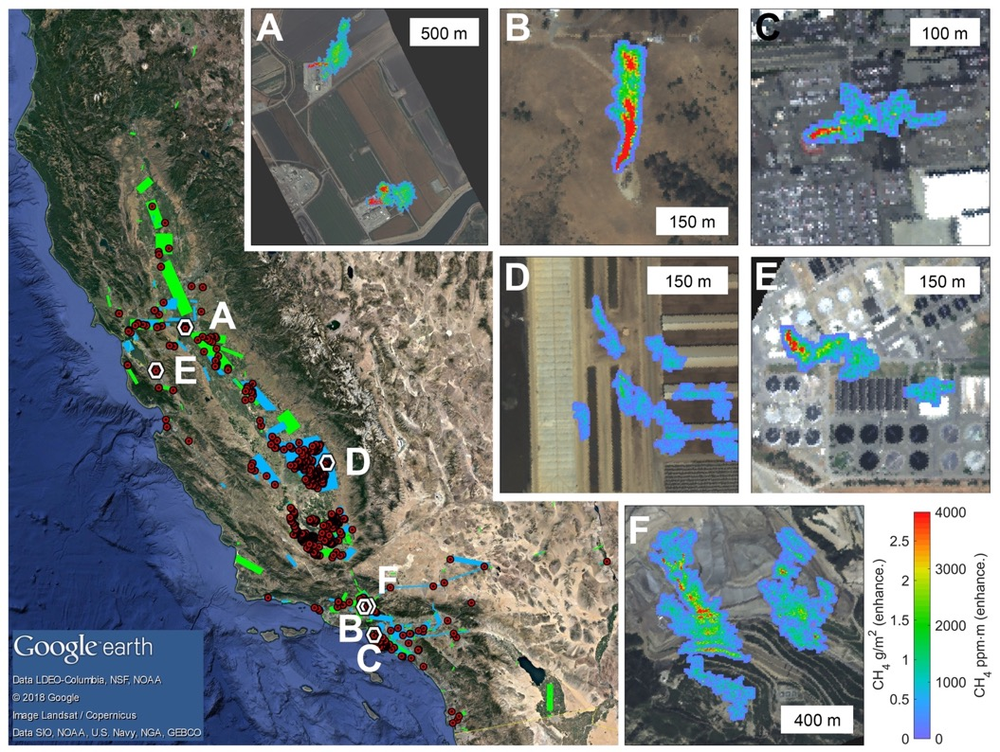 A
500 m
B
150 m
C
100 m
D
150 m
E
150 m
F
400 m
A
E
D
F
B
C
Google earth
Data LDEO-Columbia, NSF, NOAA
© 2018 Google
Image Landsat / Copernicus
Data SIO, NOAA, U.S. Navy, NGA, GEBCO
CH₄ g/m² (enhance.)
2.5
2
1.5
1
0.5
0
CH₄ ppm·m (enhance.)
4000
3000
2000
1000
0